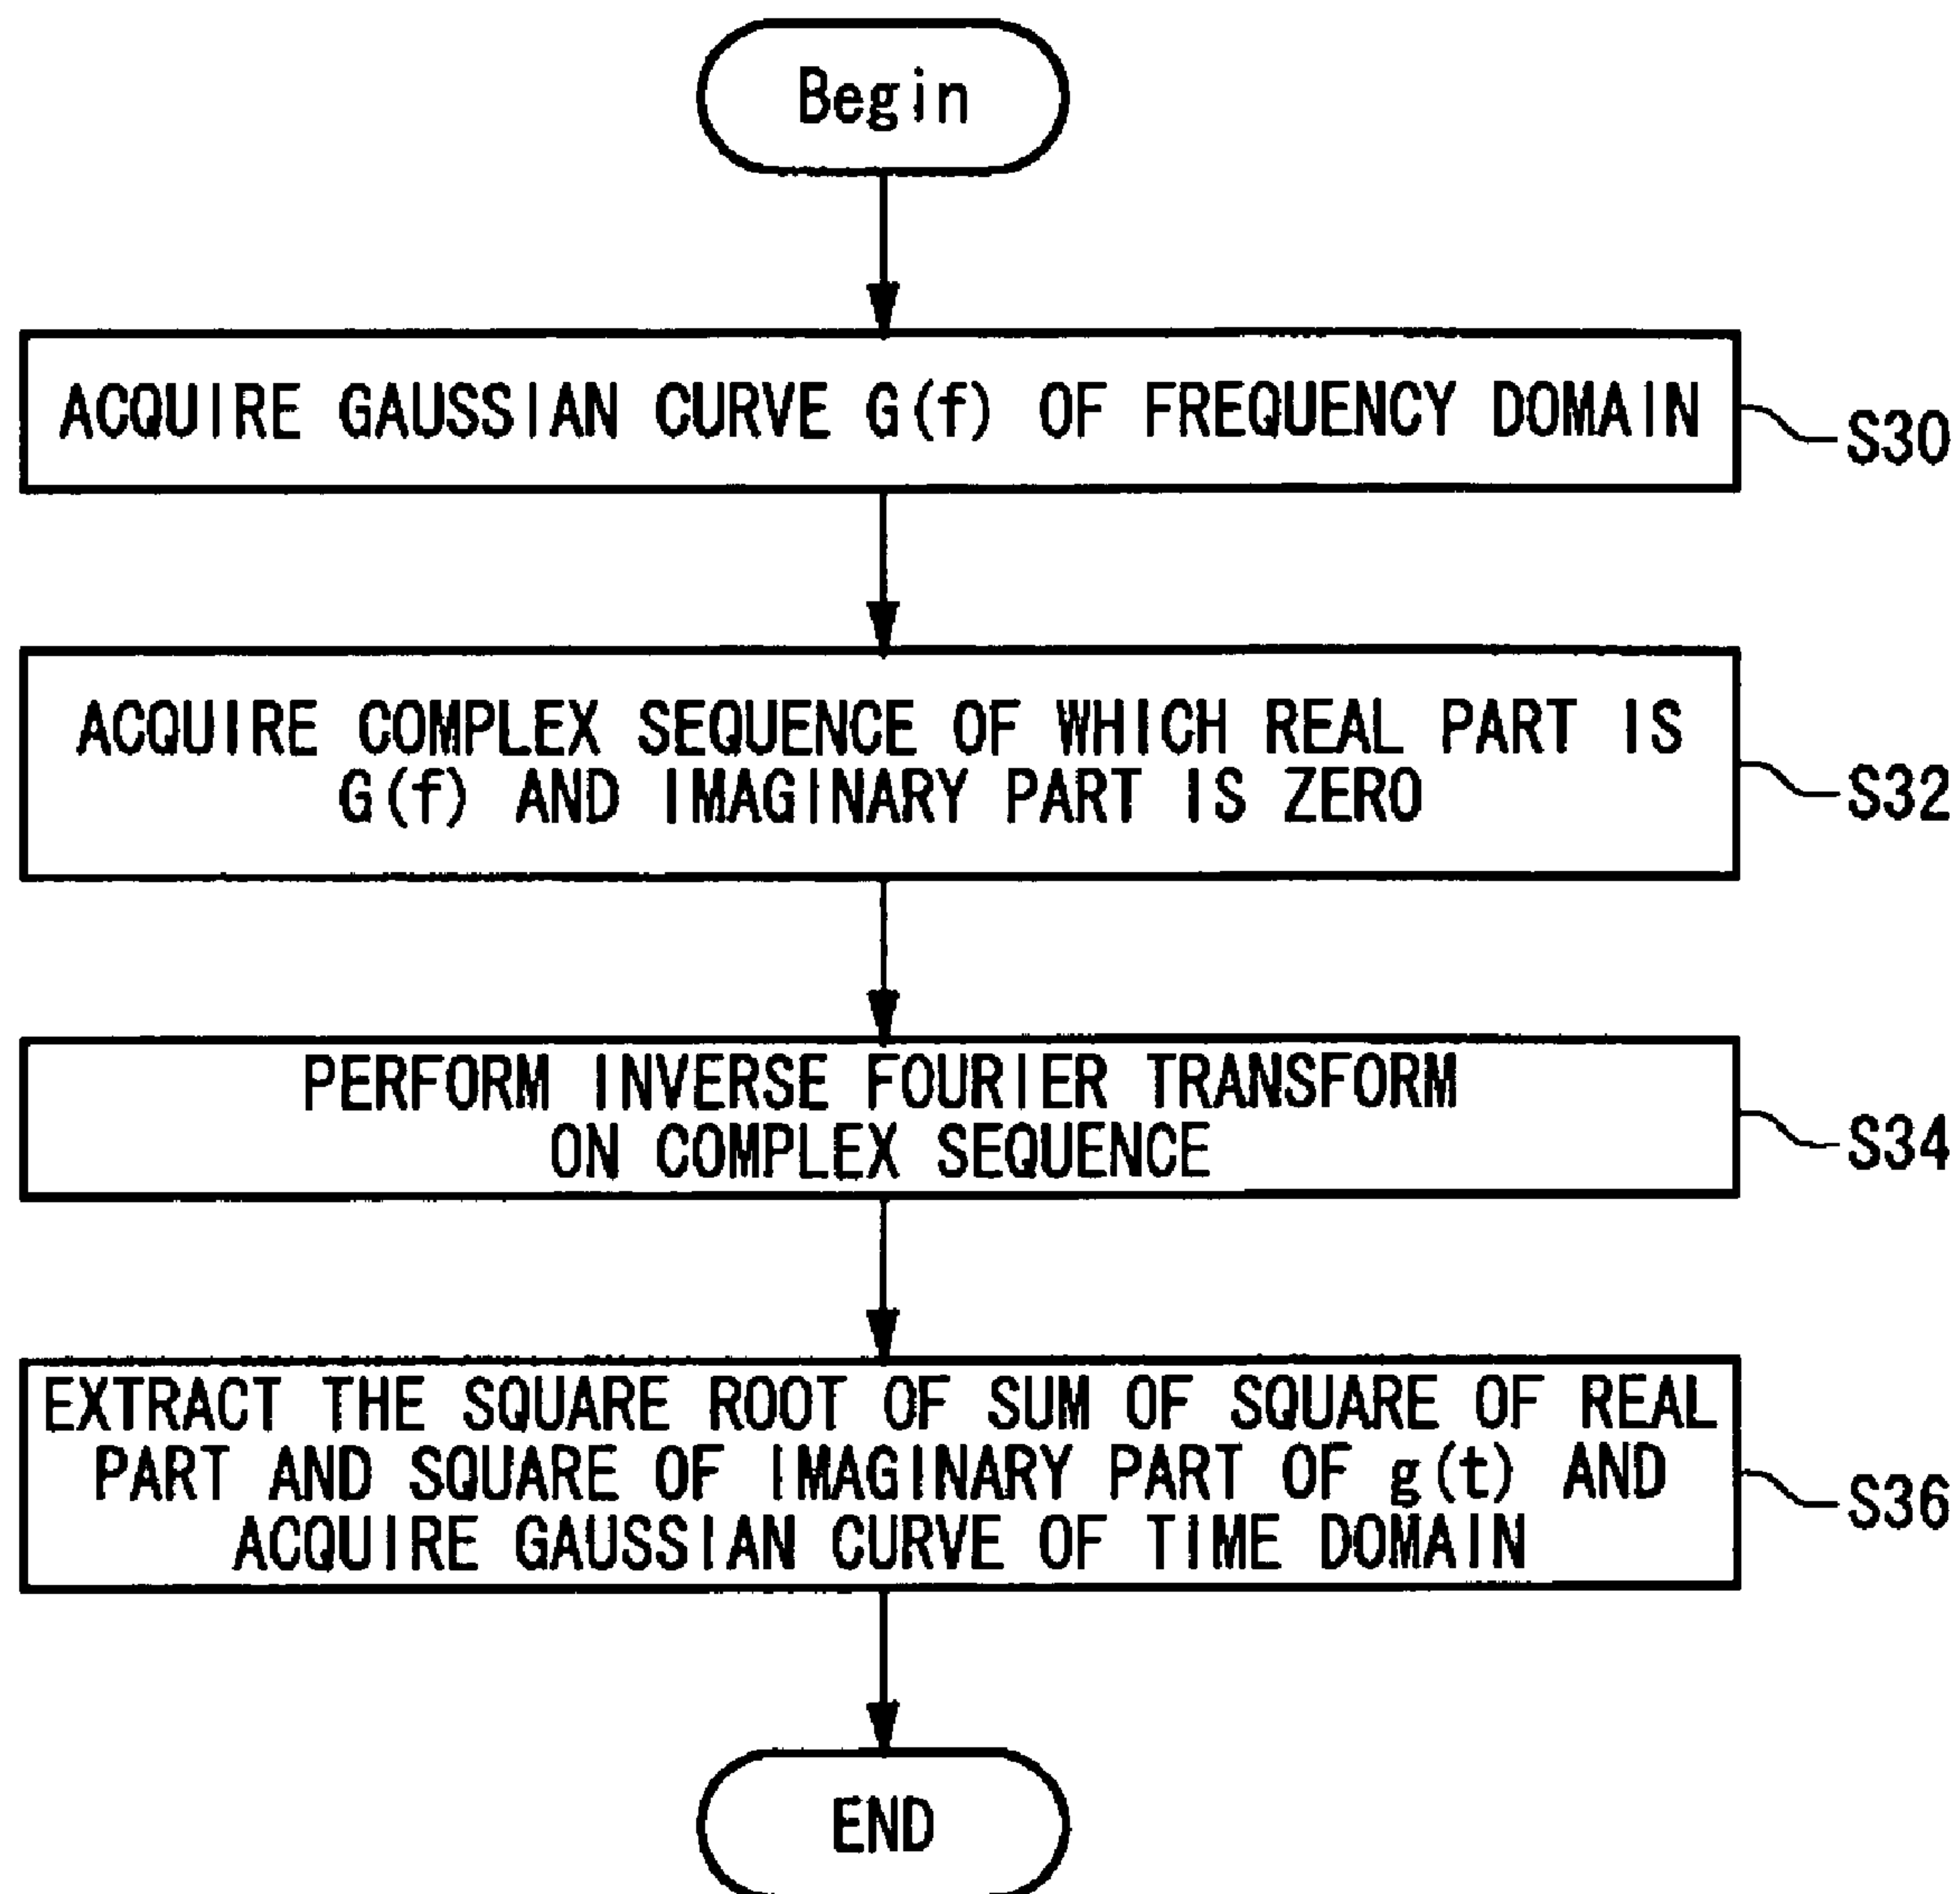 Begin
ACQUIRE GAUSSIAN CURVE G(f) OF FREQUENCY DOMAIN
S30
ACQUIRE COMPLEX SEQUENCE OF WHICH REAL PART IS
G(f) AND IMAGINARY PART IS ZERO
S32
PERFORM INVERSE FOURIER TRANSFORM
ON COMPLEX SEQUENCE
S34
EXTRACT THE SQUARE ROOT OF SUM OF SQUARE OF REAL
PART AND SQUARE OF IMAGINARY PART OF g(t) AND
ACQUIRE GAUSSIAN CURVE OF TIME DOMAIN
S36
END